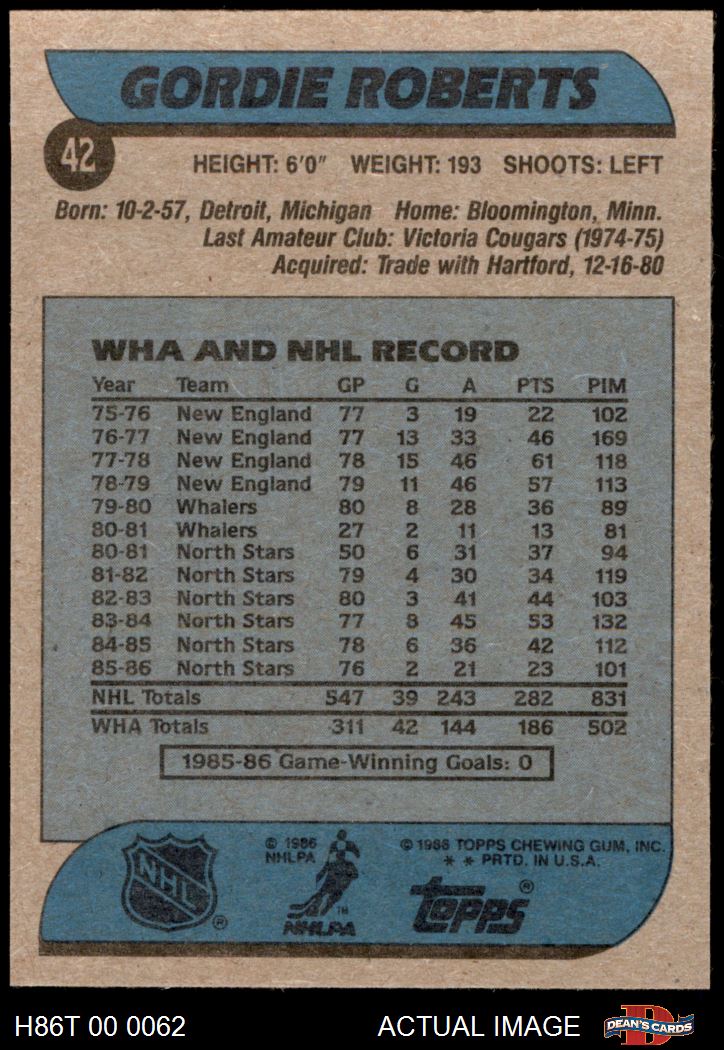 GORDIE ROBERTS
42
HEIGHT: 6'0" WEIGHT: 193 SHOOTS: LEFT
Born: 10-2-57, Detroit, Michigan Home: Bloomington, Minn.
Last Amateur Club: Victoria Cougars (1974-75)
Acquired: Trade with Hartford, 12-16-80
WHA AND NHL RECORD
Year Team GP G A PTS PIM
75-76 New England 77 3 19 22 102
76-77 New England 77 13 33 46 169
77-78 New England 78 15 46 61 118
78-79 New England 79 11 46 57 113
79-80 Whalers 80 8 28 36 89
80-81 Whalers 27 2 11 13 81
80-81 North Stars 50 6 31 37 94
81-82 North Stars 79 4 30 34 119
82-83 North Stars 80 3 41 44 103
83-84 North Stars 77 8 45 53 132
84-85 North Stars 78 6 36 42 112
85-86 North Stars 76 2 21 23 101
NHL Totals 547 39 243 282 831
WHA Totals 311 42 144 186 502
1985-86 Game-Winning Goals: 0
NHL ®
© 1986
NHLPA
TM
NHLPA
© 1986 TOPPS CHEWING GUM, INC.
* * PRTD. IN U.S.A.
topps ®
H86T 00 0062 ACTUAL IMAGE
D
DEAN'S CARDS